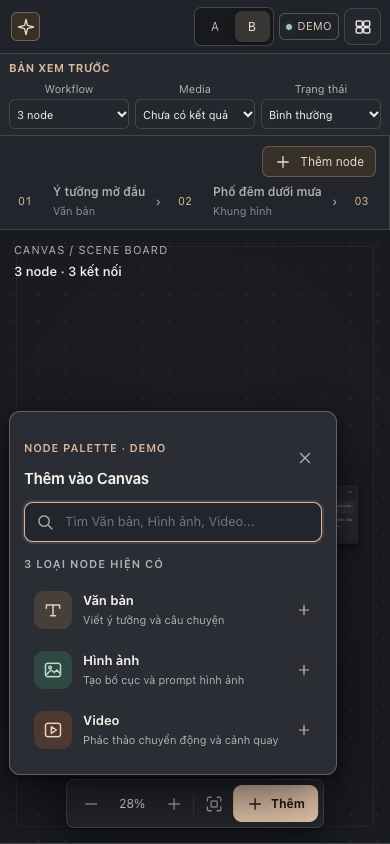 A B DEMO
BẢN XEM TRƯỚC
Workflow Media Trạng thái
3 node Chưa có kết quả Bình thường
+ Thêm node
01 Ý tưởng mở đầu › 02 Phố đêm dưới mưa › 03
Văn bản Khung hình
CANVAS / SCENE BOARD
3 node · 3 kết nối
NODE PALETTE · DEMO
Thêm vào Canvas
Tìm Văn bản, Hình ảnh, Video...
3 LOẠI NODE HIỆN CÓ
Văn bản
Viết ý tưởng và câu chuyện
Hình ảnh
Tạo bố cục và prompt hình ảnh
Video
Phác thảo chuyển động và cảnh quay
28% + Thêm